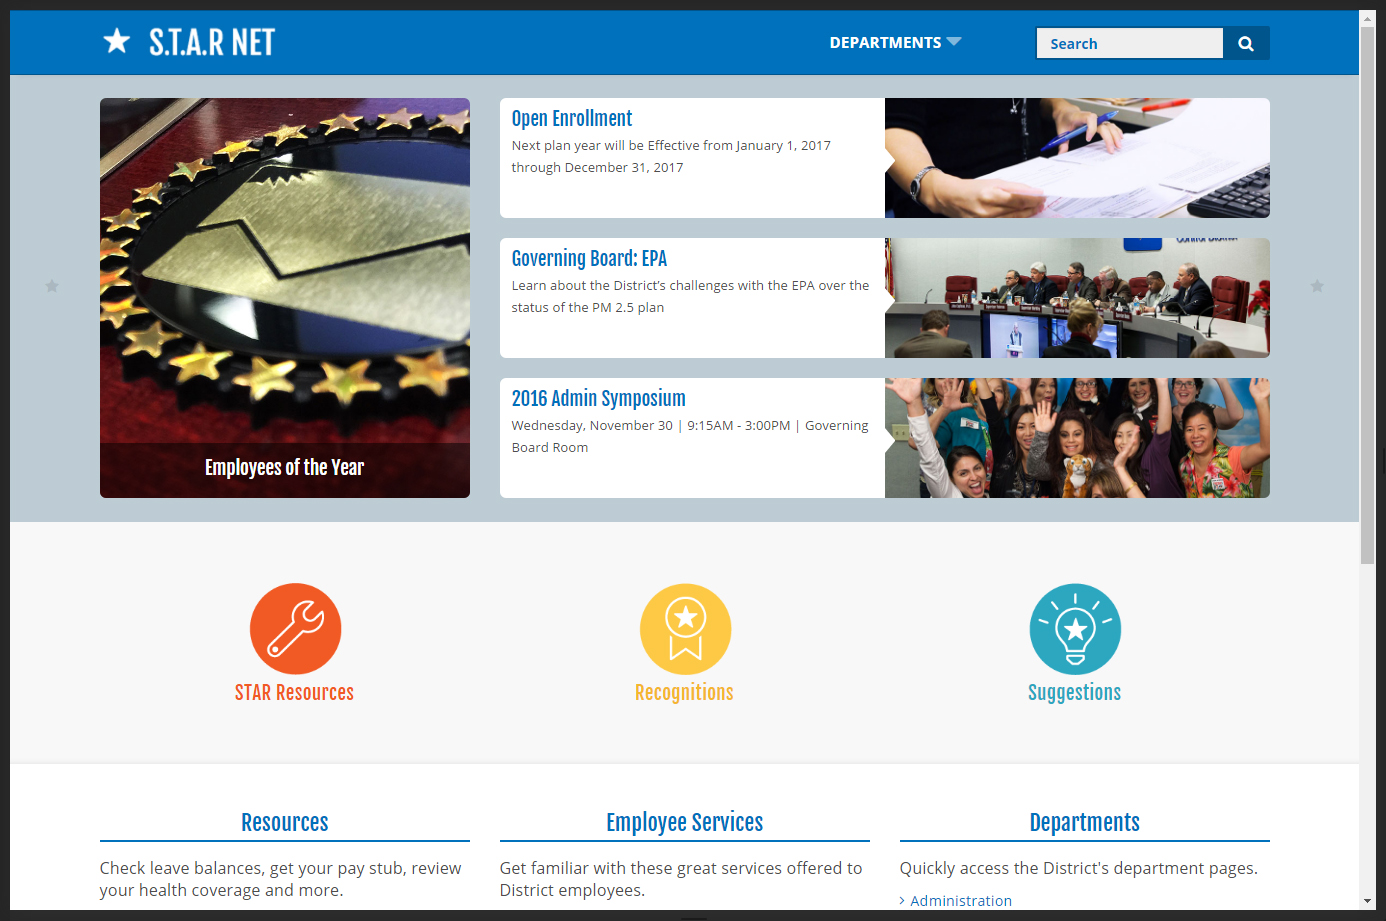 S.T.A.R NET
DEPARTMENTS
Search
Open Enrollment
Next plan year will be Effective from January 1, 2017
through December 31, 2017
Governing Board: EPA
Learn about the District's challenges with the EPA over the
status of the PM 2.5 plan
2016 Admin Symposium
Wednesday, November 30 | 9:15AM - 3:00PM | Governing
Board Room
Employees of the Year
STAR Resources
Recognitions
Suggestions
Resources
Check leave balances, get your pay stub, review
your health coverage and more.
Employee Services
Get familiar with these great services offered to
District employees.
Departments
Quickly access the District's department pages.
> Administration